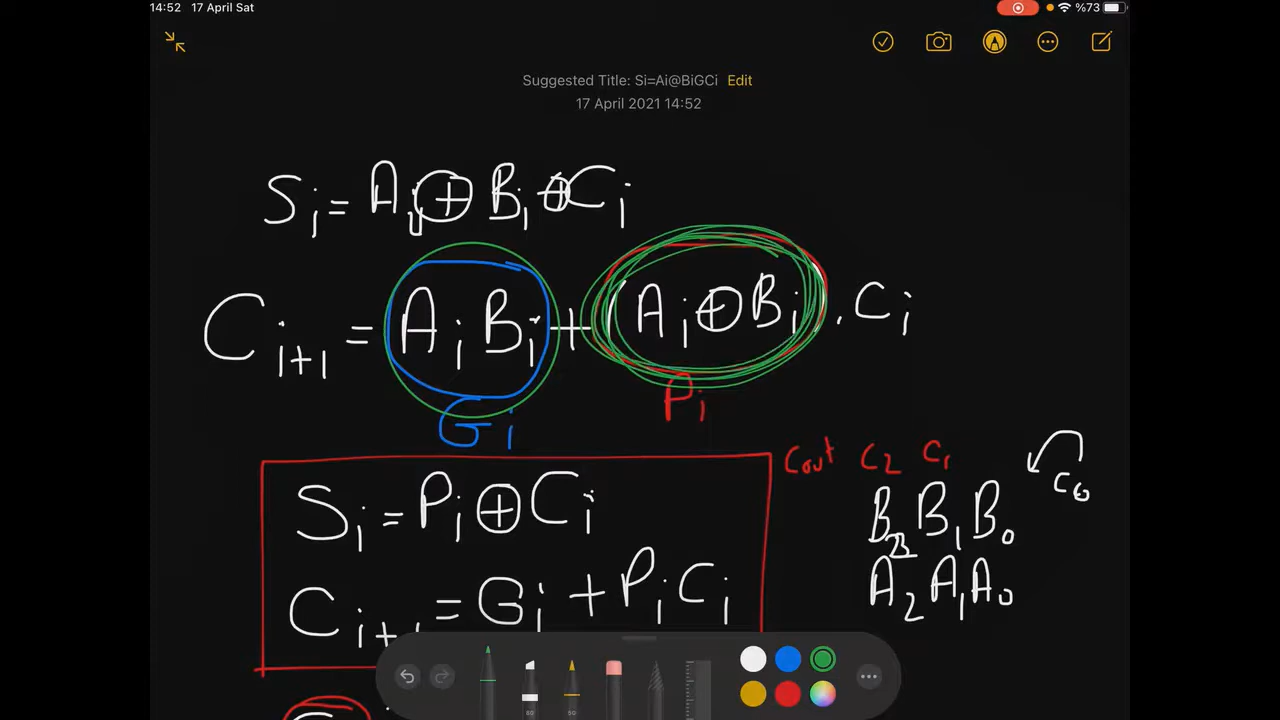 14:52 17 April Sat %73
Suggested Title: Si=Ai@BiGCi Edit
17 April 2021 14:52
Sᵢ = Aᵢ ⊕ Bᵢ ⊕ Cᵢ
Cᵢ₊₁ = AᵢBᵢ + (Aᵢ ⊕ Bᵢ) . Cᵢ
Gᵢ Pᵢ
Cout C₂ C₁ C₀
Sᵢ = Pᵢ ⊕ Cᵢ
Cᵢ₊₁ = Gᵢ + PᵢCᵢ
B₂ B₁ B₀
A₂ A₁ A₀
80 50